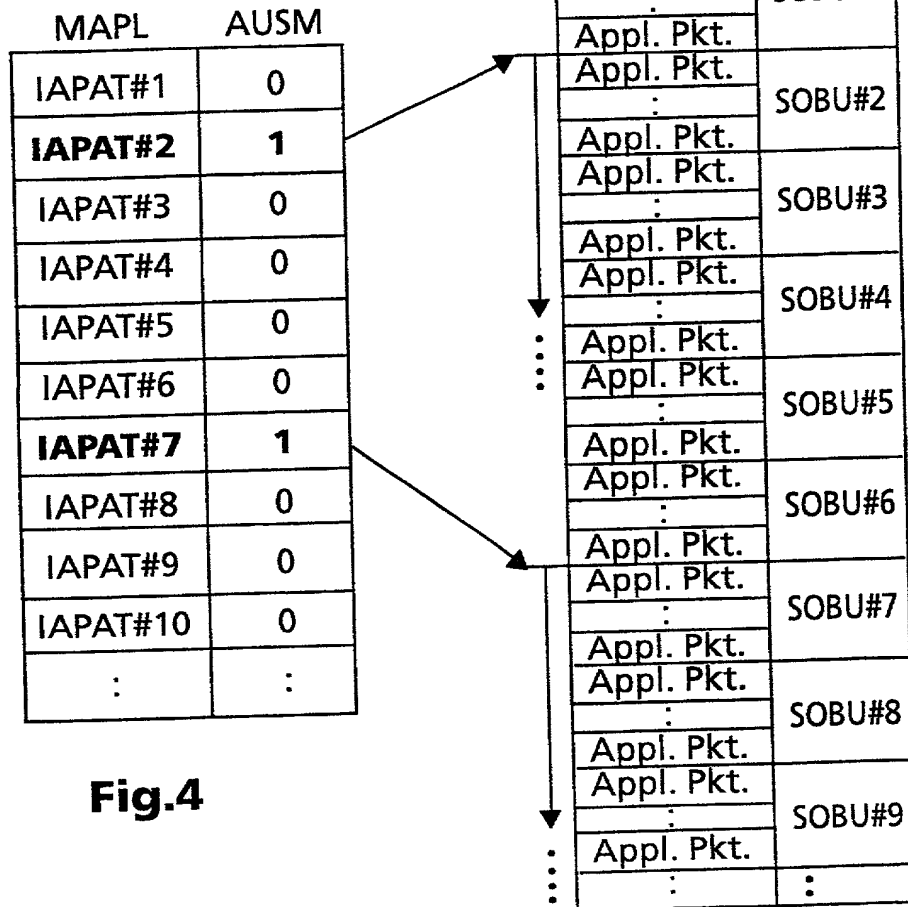 MAPL AUSM
IAPAT#1 0
IAPAT#2 1
IAPAT#3 0
IAPAT#4 0
IAPAT#5 0
IAPAT#6 0
IAPAT#7 1
IAPAT#8 0
IAPAT#9 0
IAPAT#10 0
: :
Fig.4
:
Appl. Pkt.
Appl. Pkt.
:
Appl. Pkt.
SOBU#2
Appl. Pkt.
:
Appl. Pkt.
SOBU#3
Appl. Pkt.
:
Appl. Pkt.
SOBU#4
Appl. Pkt.
:
Appl. Pkt.
SOBU#5
Appl. Pkt.
:
Appl. Pkt.
SOBU#6
Appl. Pkt.
:
Appl. Pkt.
SOBU#7
Appl. Pkt.
:
Appl. Pkt.
SOBU#8
Appl. Pkt.
:
Appl. Pkt.
SOBU#9
: :